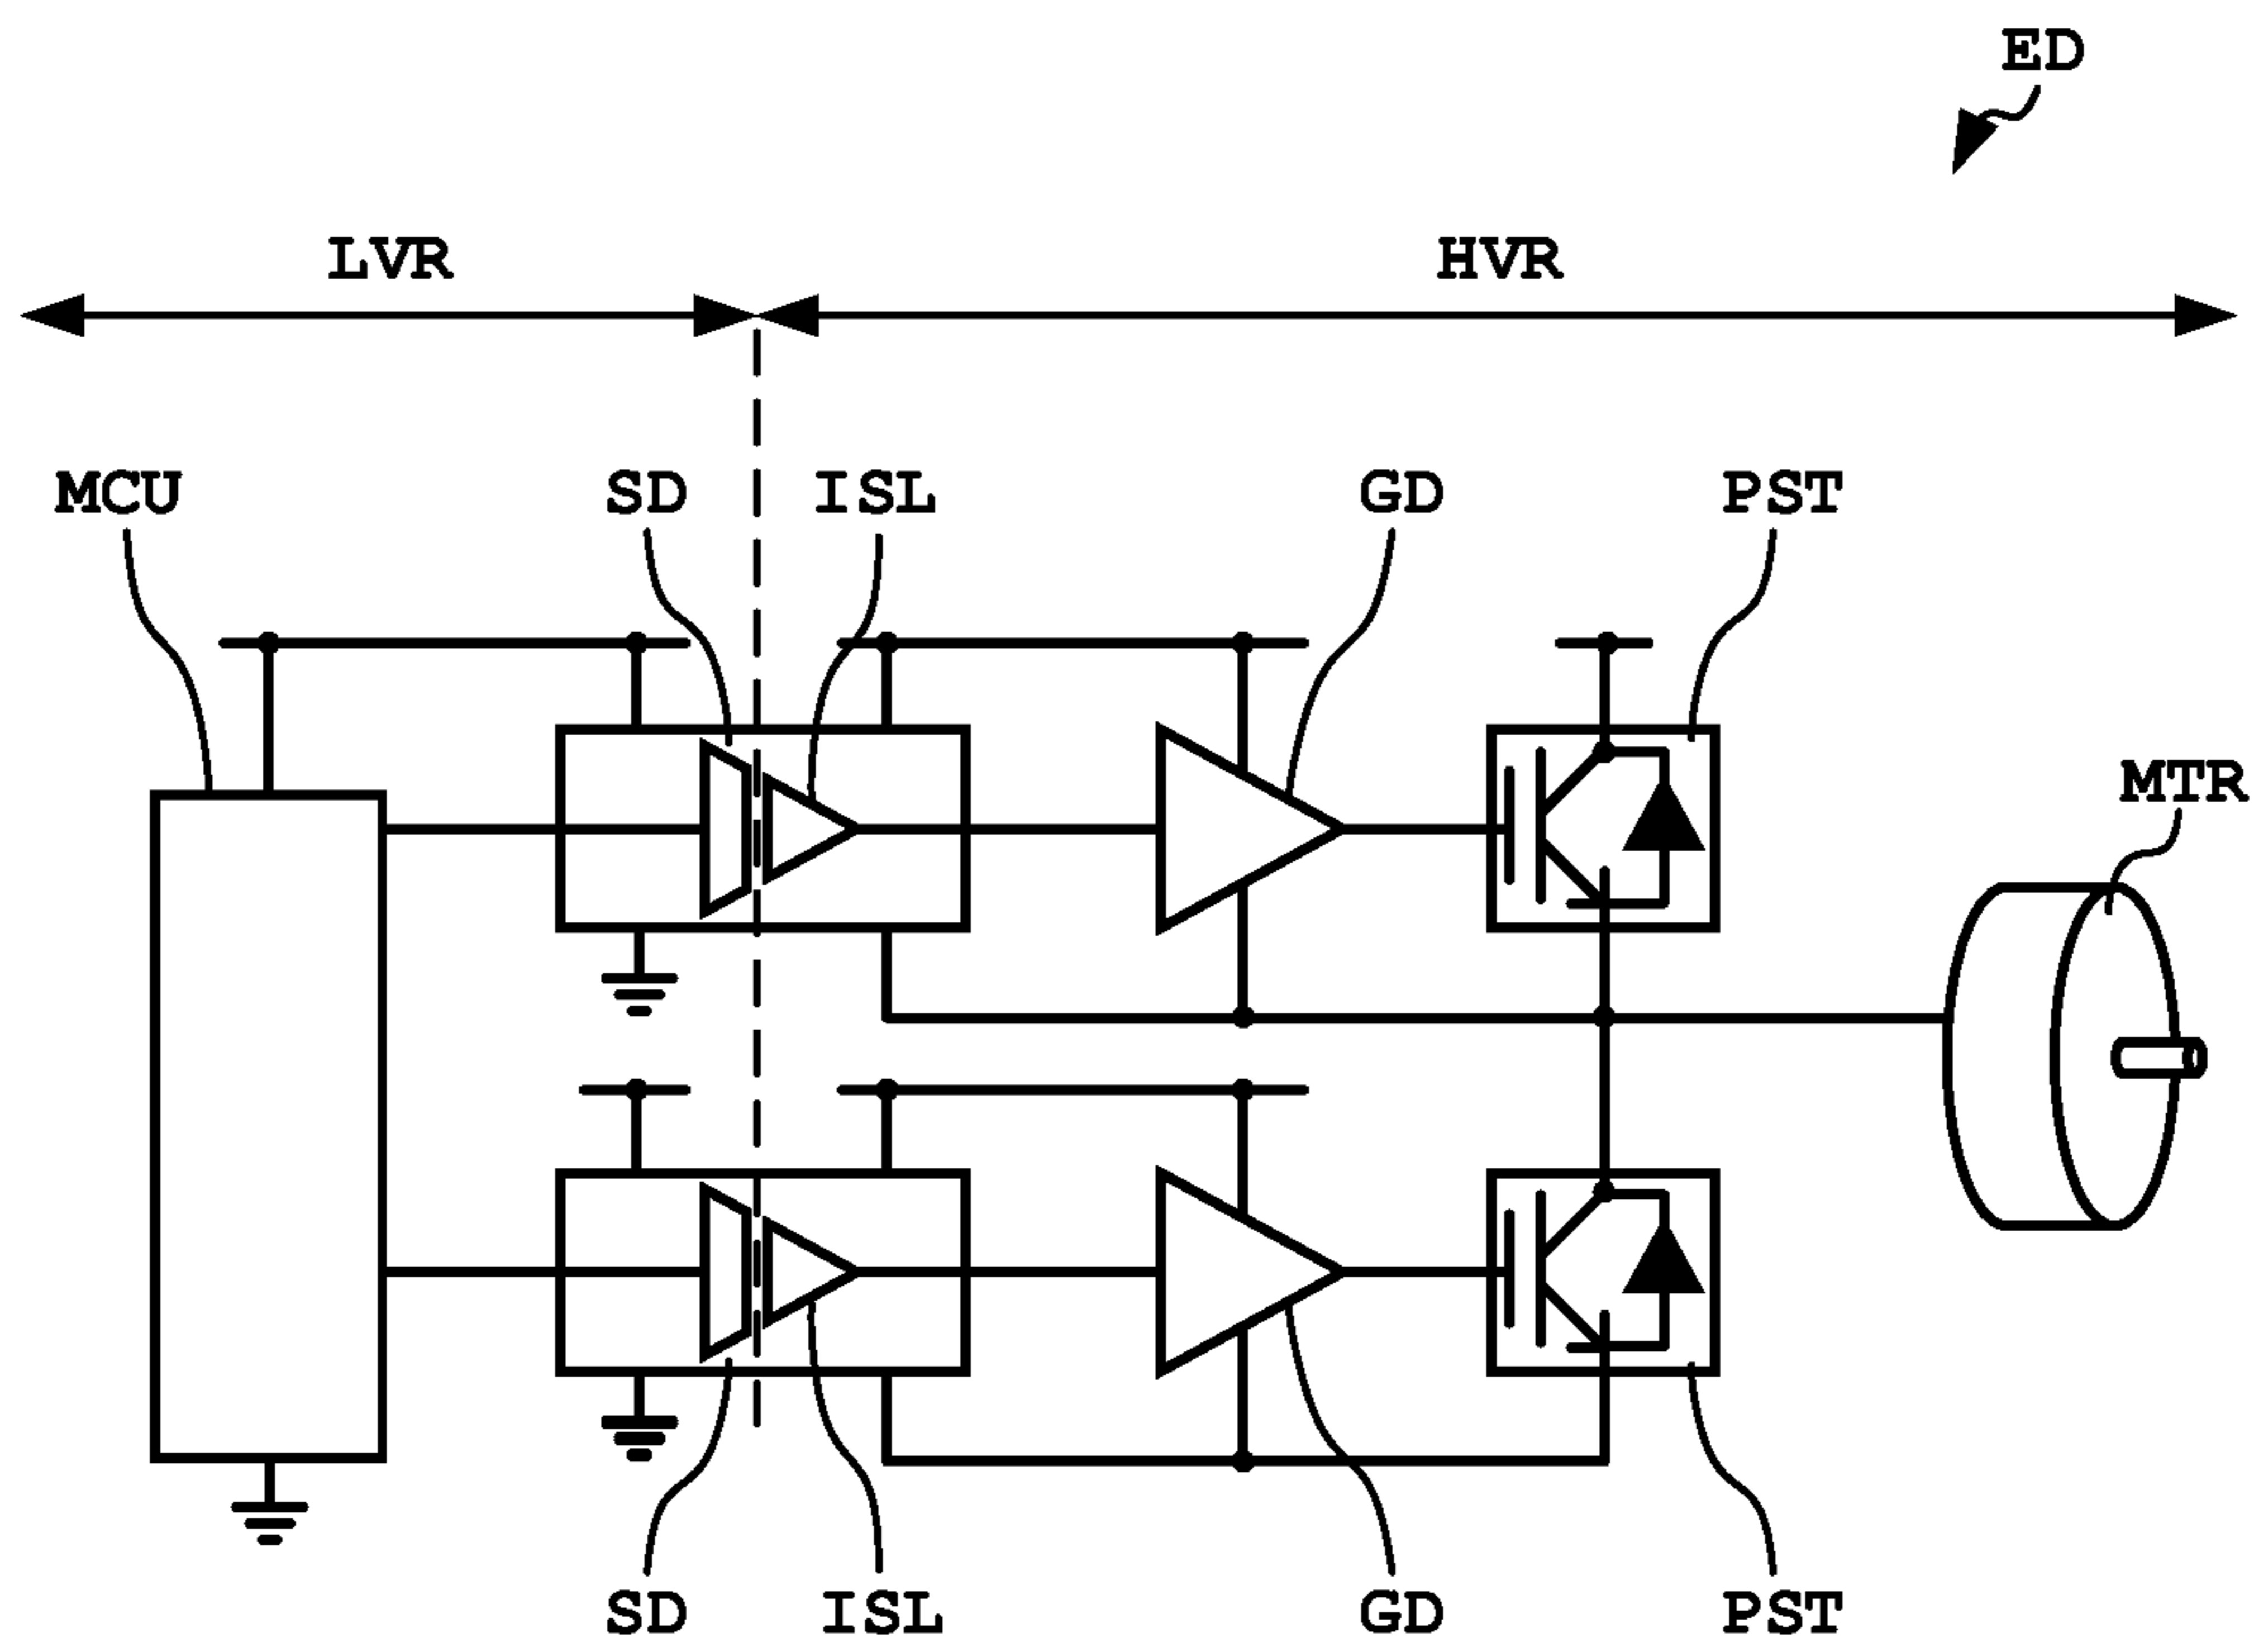 ED
LVR HVR
MCU SD ISL GD PST
MTR
SD ISL GD PST